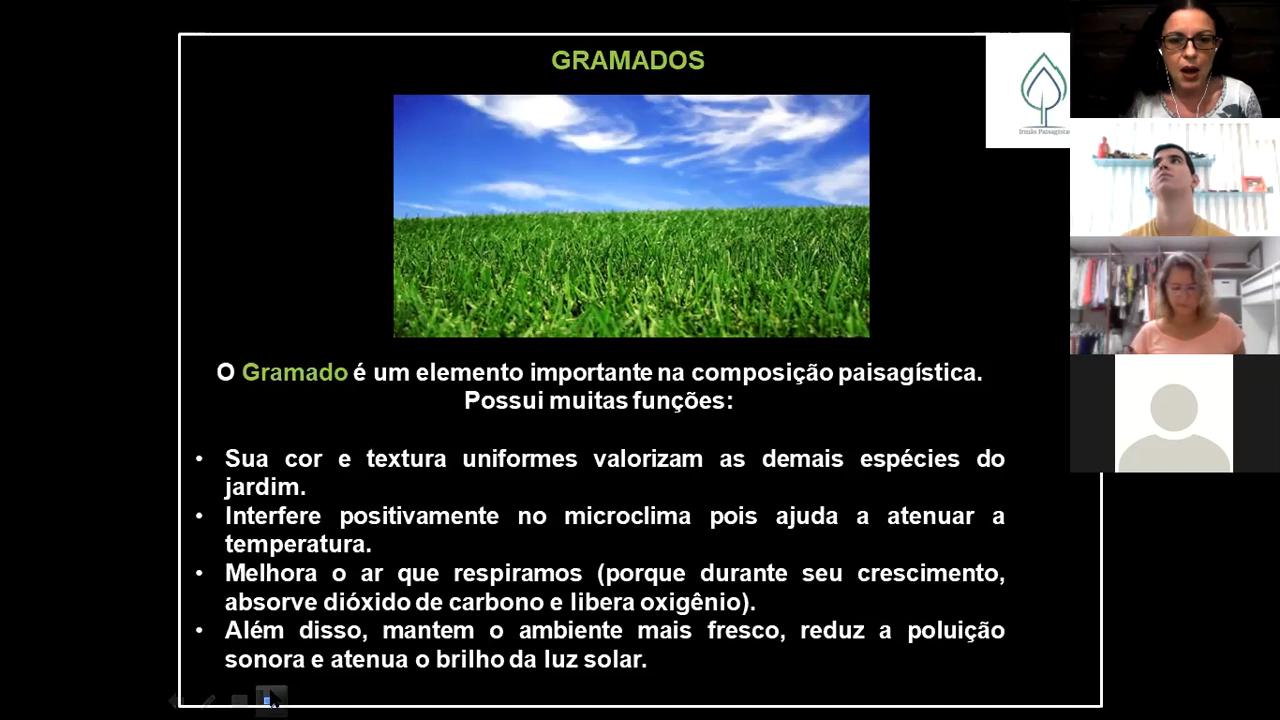 GRAMADOS
Irmãs Paisagistas
O Gramado é um elemento importante na composição paisagística.
Possui muitas funções:
• Sua cor e textura uniformes valorizam as demais espécies do
jardim.
• Interfere positivamente no microclima pois ajuda a atenuar a
temperatura.
• Melhora o ar que respiramos (porque durante seu crescimento,
absorve dióxido de carbono e libera oxigênio).
• Além disso, mantem o ambiente mais fresco, reduz a poluição
sonora e atenua o brilho da luz solar.